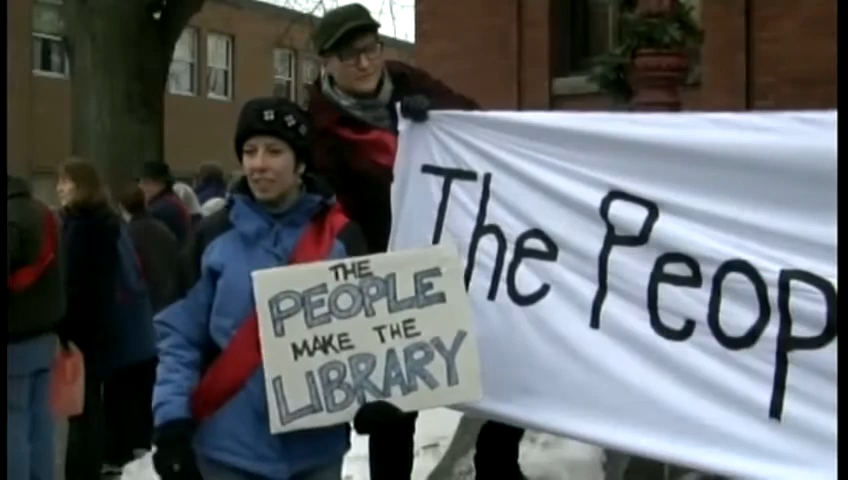 THE
PEOPLE
MAKE THE
LIBRARY
The Peop